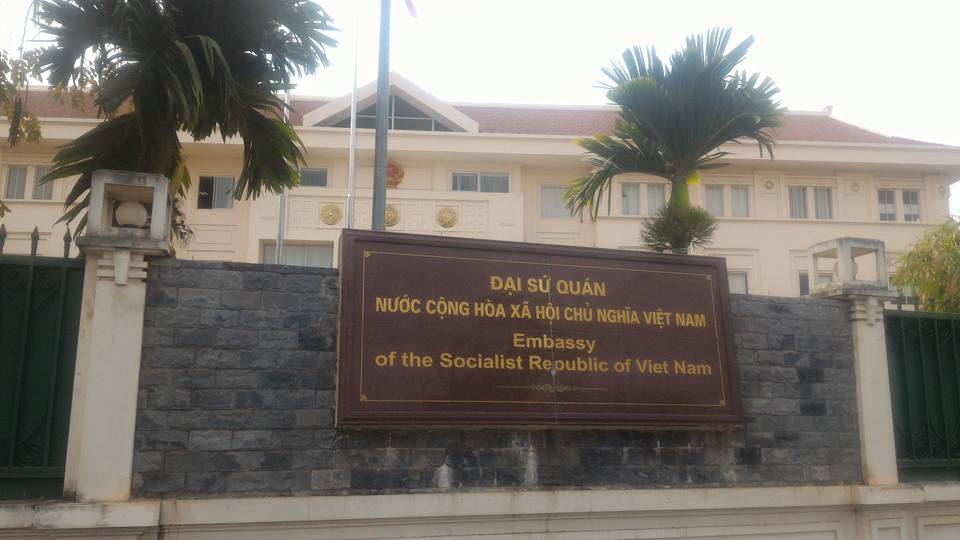 ĐẠI SỨ QUÁN
NƯỚC CỘNG HÒA XÃ HỘI CHỦ NGHĨA VIỆT NAM
Embassy
of the Socialist Republic of Viet Nam